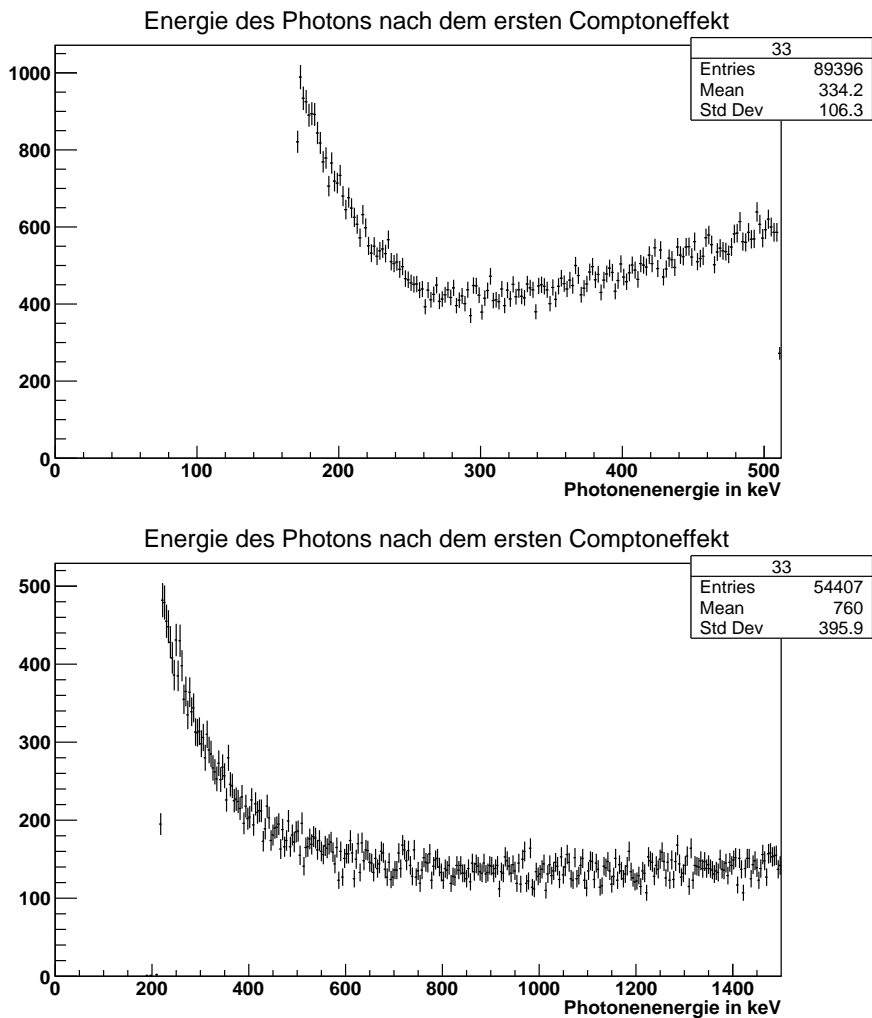 Energie des Photons nach dem ersten Comptoneffekt
33
Entries 89396
Mean 334.2
Std Dev 106.3
1000
800
600
400
200
0
0 100 200 300 400 500
Photonenenergie in keV
Energie des Photons nach dem ersten Comptoneffekt
33
Entries 54407
Mean 760
Std Dev 395.9
500
400
300
200
100
0
0 200 400 600 800 1000 1200 1400
Photonenenergie in keV